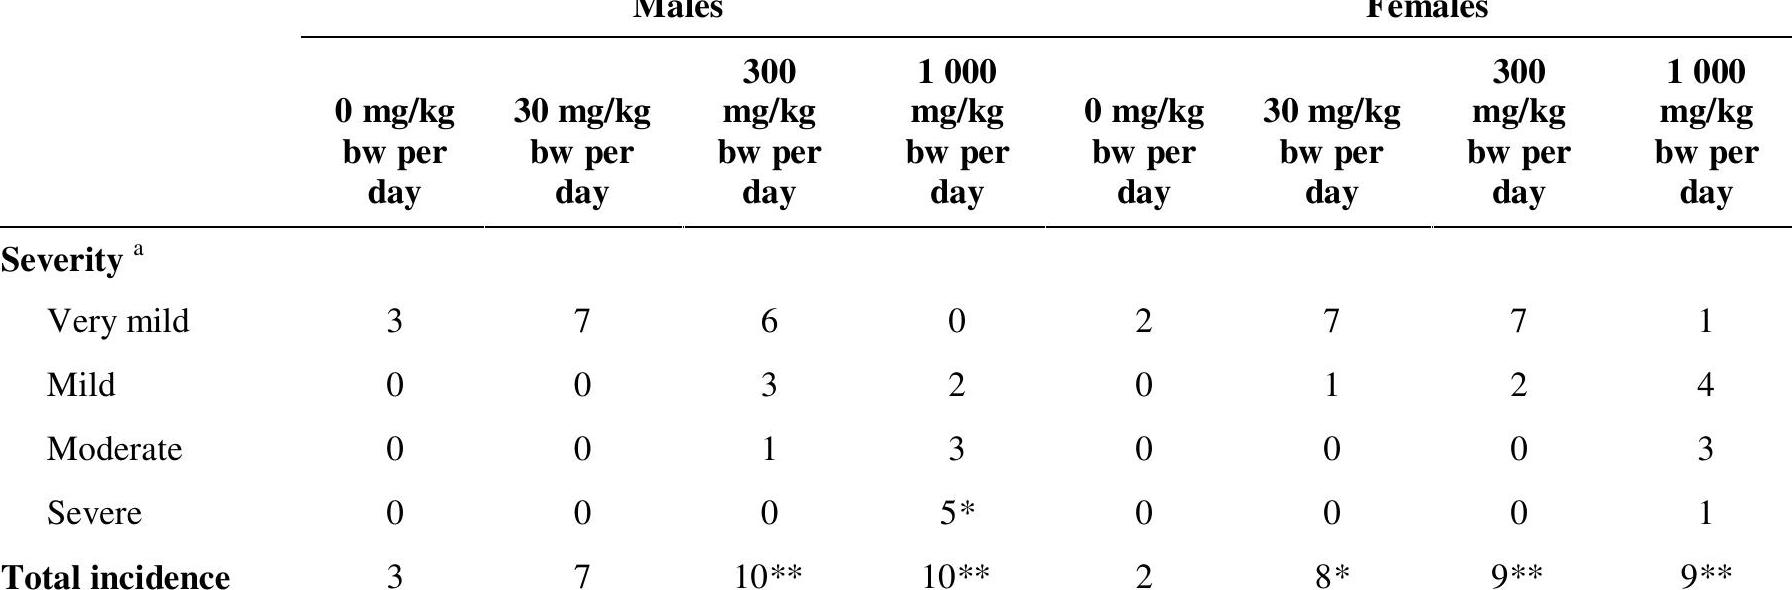 Males Females
300 1 000 300 1 000
0 mg/kg 30 mg/kg mg/kg mg/kg 0 mg/kg 30 mg/kg mg/kg mg/kg
bw per bw per bw per bw per bw per bw per bw per bw per
day day day day day day day day
Severity a
Very mild 3 7 6 0 2 7 7 1
Mild 0 0 3 2 0 1 2 4
Moderate 0 0 1 3 0 0 0 3
Severe 0 0 0 5* 0 0 0 1
Total incidence 3 7 10** 10** 2 8* 9** 9**